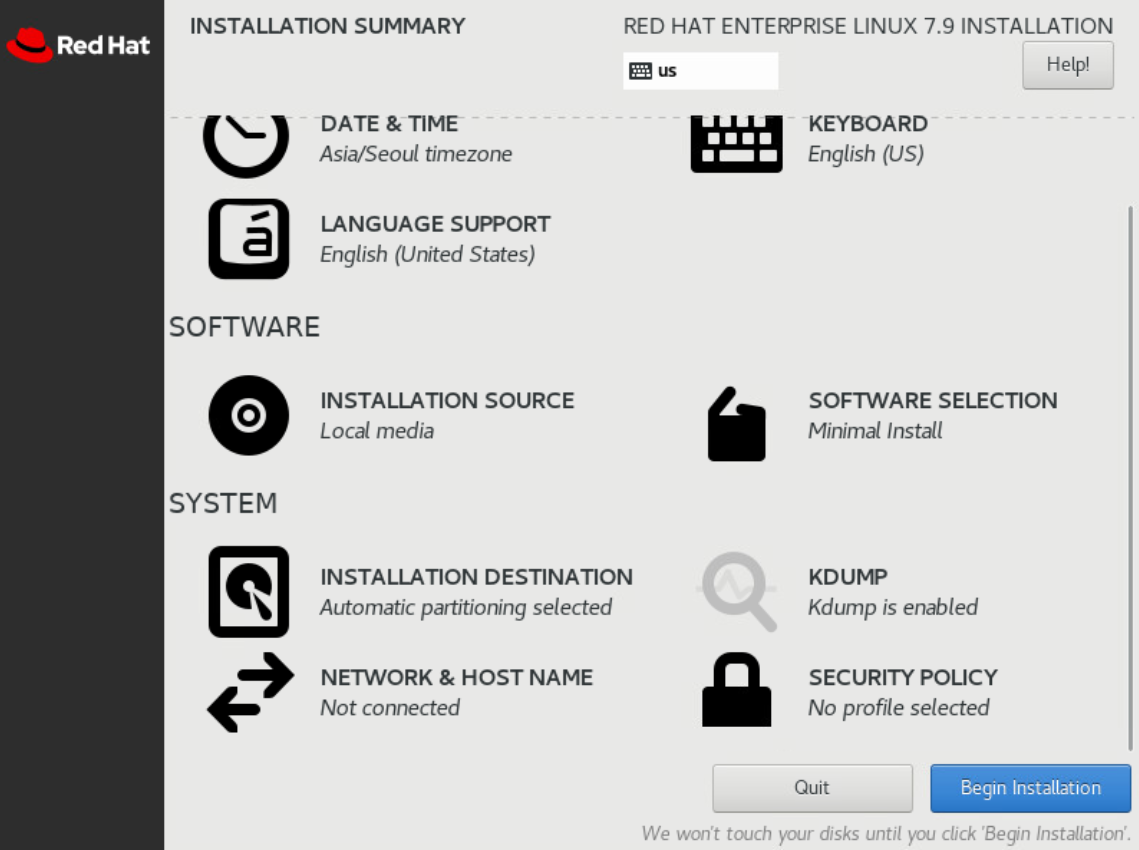 Red Hat
INSTALLATION SUMMARY
RED HAT ENTERPRISE LINUX 7.9 INSTALLATION
us
Help!
DATE & TIME
Asia/Seoul timezone
KEYBOARD
English (US)
LANGUAGE SUPPORT
English (United States)
SOFTWARE
INSTALLATION SOURCE
Local media
SOFTWARE SELECTION
Minimal Install
SYSTEM
INSTALLATION DESTINATION
Automatic partitioning selected
KDUMP
Kdump is enabled
NETWORK & HOST NAME
Not connected
SECURITY POLICY
No profile selected
Quit
Begin Installation
We won't touch your disks until you click 'Begin Installation'.